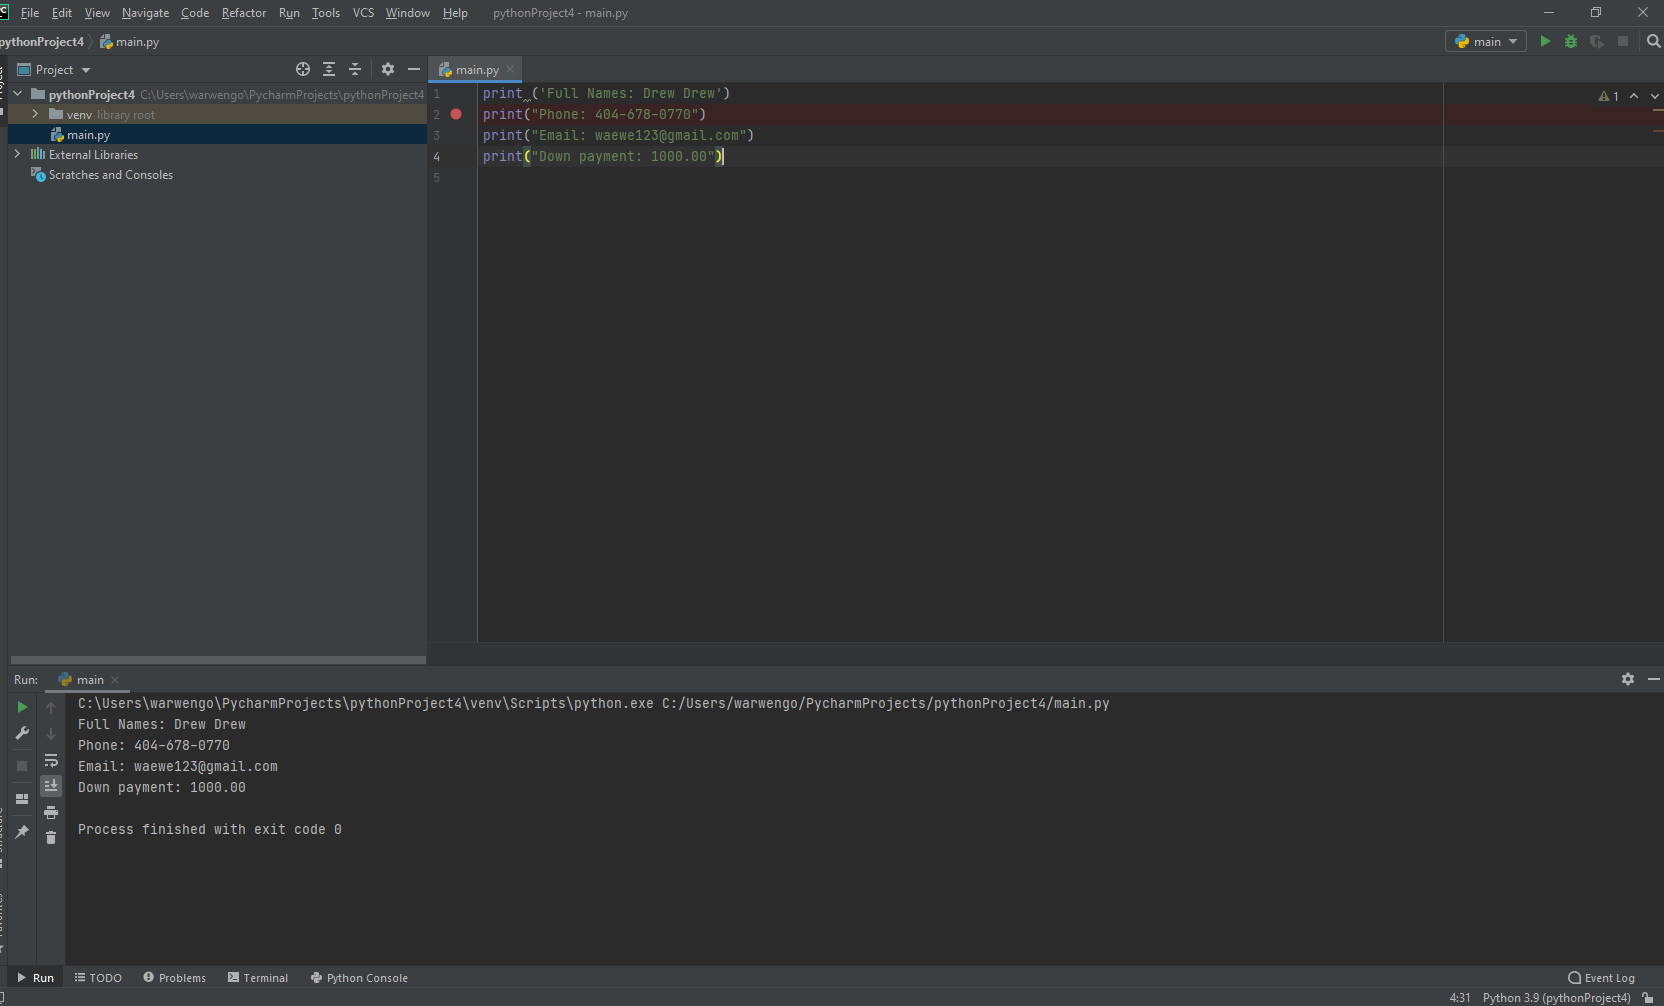 PC File Edit View Navigate Code Refactor Run Tools VCS Window Help pythonProject4 - main.py
pythonProject4 main.py main
Project main.py
pythonProject4 C:\Users\warwengo\PycharmProjects\pythonProject4
venv library root
main.py
External Libraries
Scratches and Consoles
1 print ('Full Names: Drew Drew')
2 print("Phone: 404-678-0770")
3 print("Email: waewe123@gmail.com")
4 print("Down payment: 1000.00")
5
1
Run: main
C:\Users\warwengo\PycharmProjects\pythonProject4\venv\Scripts\python.exe C:/Users/warwengo/PycharmProjects/pythonProject4/main.py
Full Names: Drew Drew
Phone: 404-678-0770
Email: waewe123@gmail.com
Down payment: 1000.00
Process finished with exit code 0
Run TODO Problems Terminal Python Console Event Log
4:31 Python 3.9 (pythonProject4)